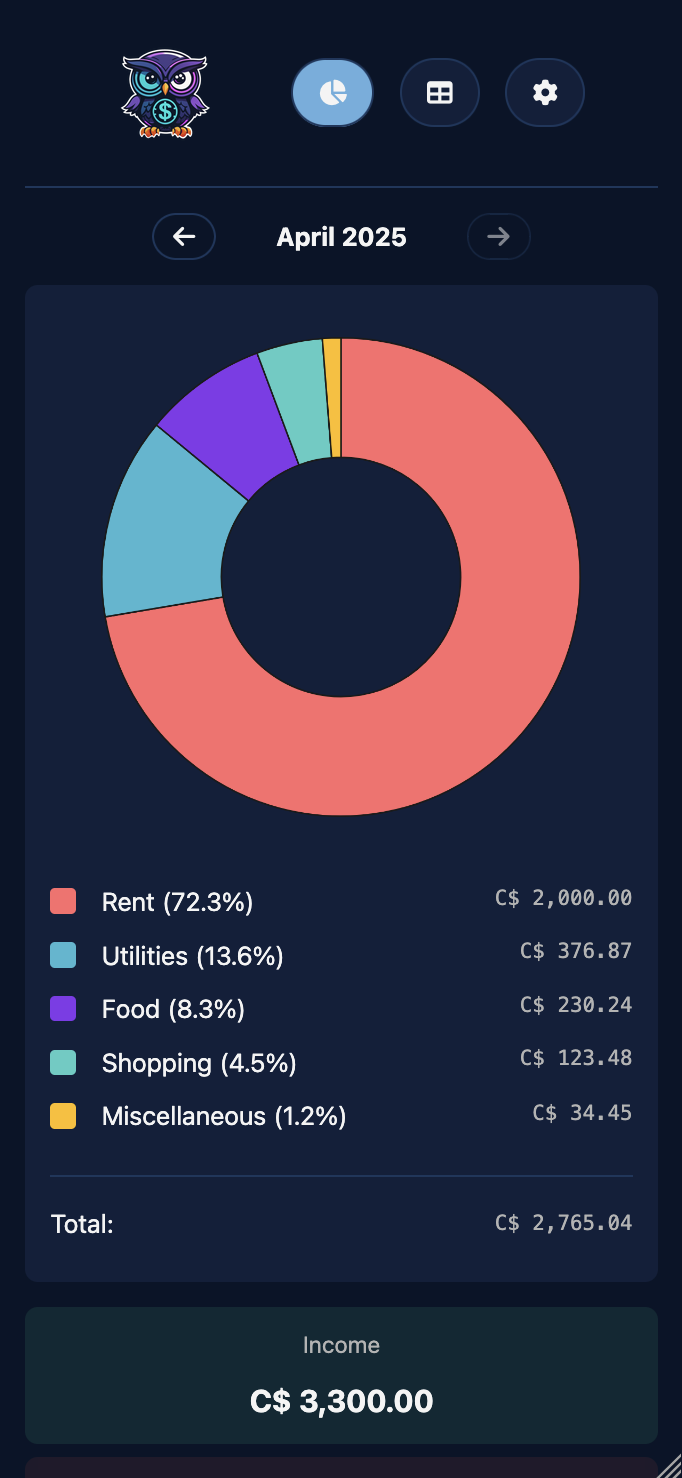 $
April 2025
Rent (72.3%) C$ 2,000.00
Utilities (13.6%) C$ 376.87
Food (8.3%) C$ 230.24
Shopping (4.5%) C$ 123.48
Miscellaneous (1.2%) C$ 34.45
Total: C$ 2,765.04
Income
C$ 3,300.00